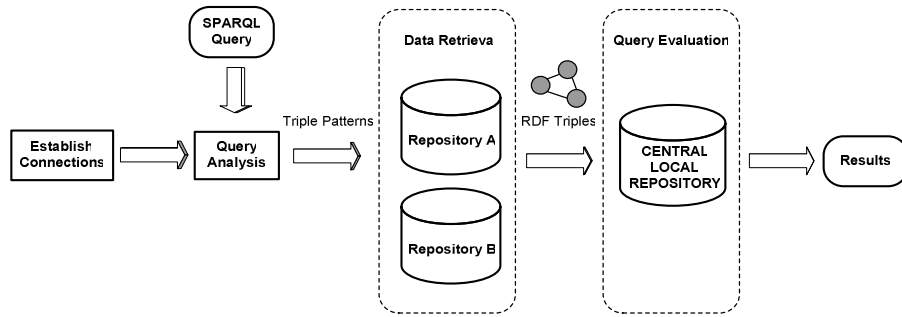 SPARQL
Query
Establish
Connections
Query
Analysis
Triple Patterns
Data Retrieva
Repository A
Repository B
RDF Triples
Query Evaluation
CENTRAL
LOCAL
REPOSITORY
Results